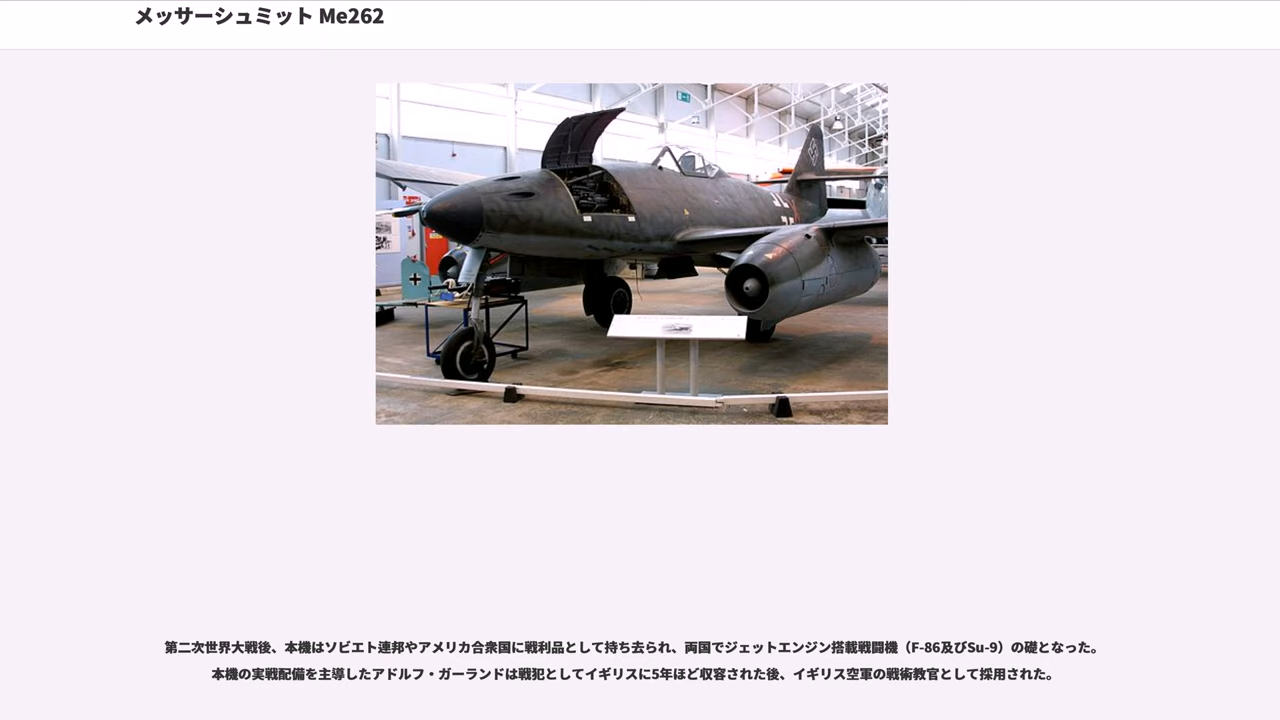 メッサーシュミット Me262
第二次世界大戦後、本機はソビエト連邦やアメリカ合衆国に戦利品として持ち去られ、両国でジェットエンジン搭載戦闘機（F-86及びSu-9）の礎となった。
本機の実戦配備を主導したアドルフ・ガーランドは戦犯としてイギリスに5年ほど収容された後、イギリス空軍の戦術教官として採用された。